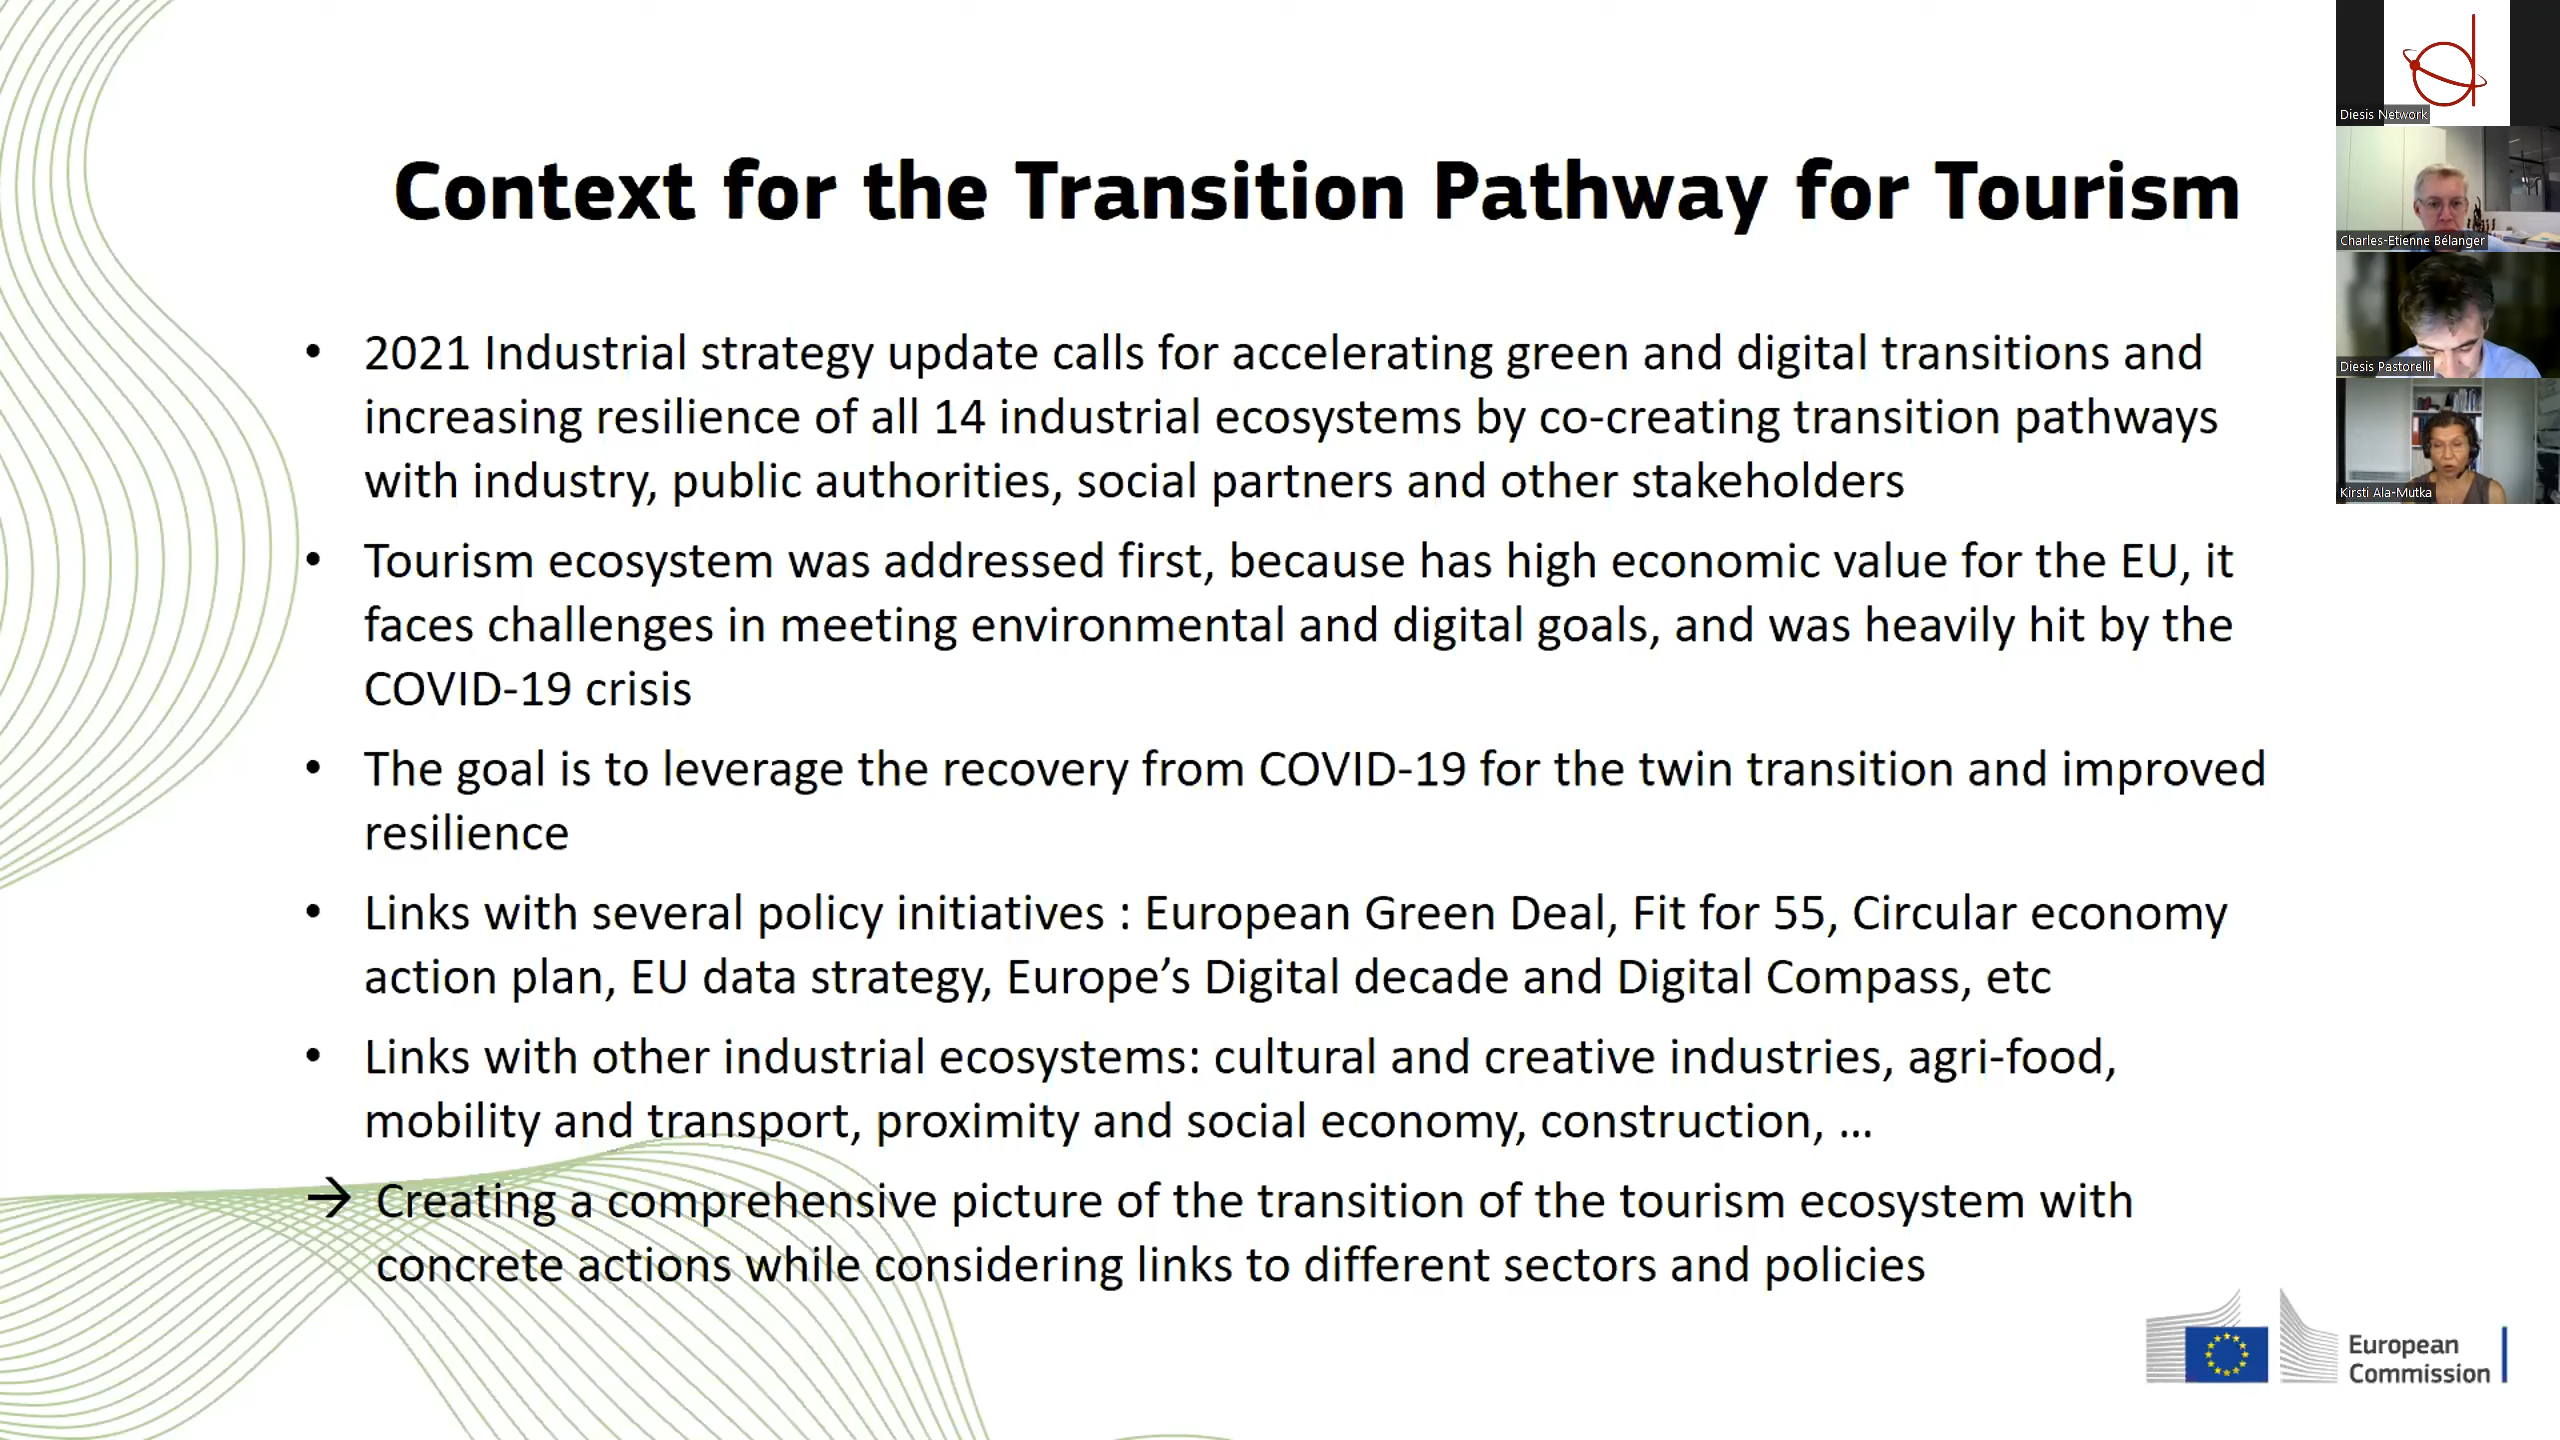 Context for the Transition Pathway for Tourism
• 2021 Industrial strategy update calls for accelerating green and digital transitions and
increasing resilience of all 14 industrial ecosystems by co-creating transition pathways
with industry, public authorities, social partners and other stakeholders
• Tourism ecosystem was addressed first, because has high economic value for the EU, it
faces challenges in meeting environmental and digital goals, and was heavily hit by the
COVID-19 crisis
• The goal is to leverage the recovery from COVID-19 for the twin transition and improved
resilience
• Links with several policy initiatives : European Green Deal, Fit for 55, Circular economy
action plan, EU data strategy, Europe’s Digital decade and Digital Compass, etc
• Links with other industrial ecosystems: cultural and creative industries, agri-food,
mobility and transport, proximity and social economy, construction, ...
→ Creating a comprehensive picture of the transition of the tourism ecosystem with
concrete actions while considering links to different sectors and policies
European
Commission
Diesis Network
Charles-Etienne Bélanger
Diesis Pastorelli
Kirsti Ala-Mutka